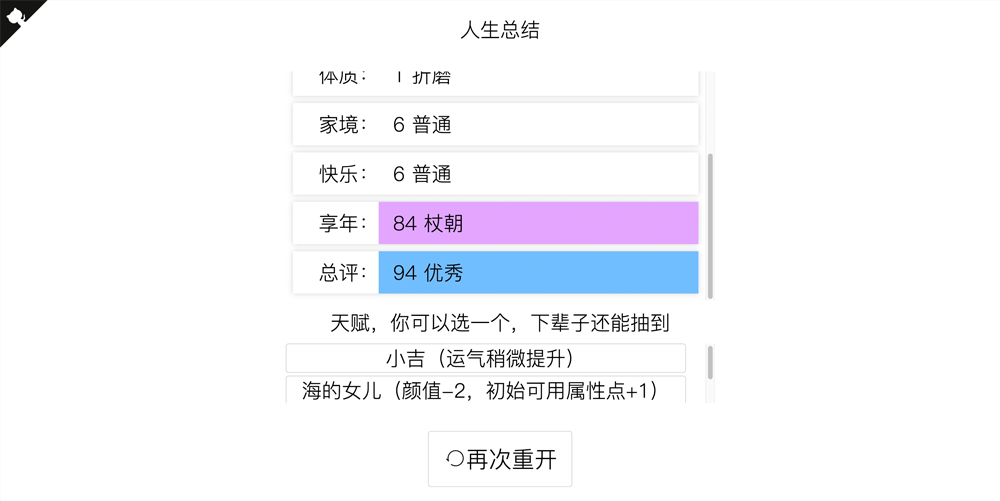 人生总结
体质： 1 折磨
家境： 6 普通
快乐： 6 普通
享年： 84 杖朝
总评： 94 优秀
天赋，你可以选一个，下辈子还能抽到
小吉（运气稍微提升）
海的女儿（颜值-2，初始可用属性点+1）
再次重开